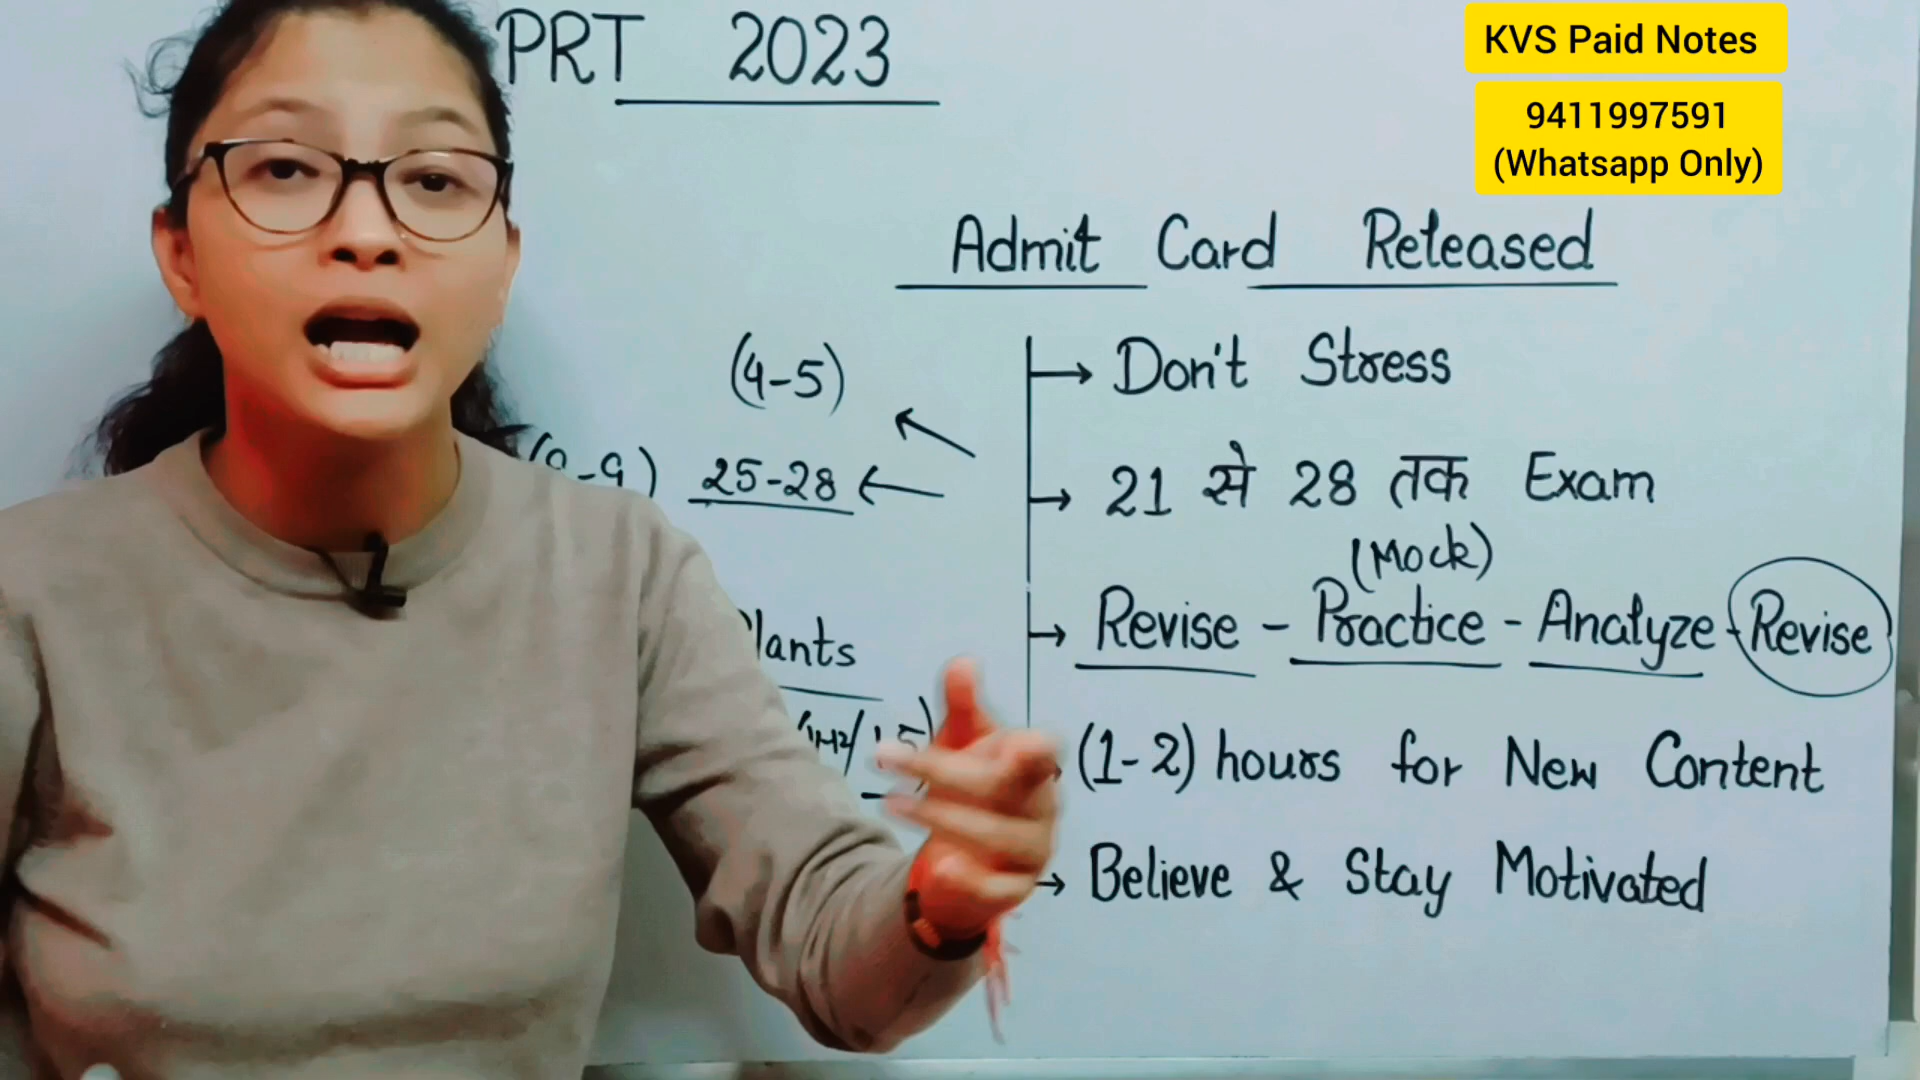 PRT 2023
KVS Paid Notes
9411997591
(Whatsapp Only)
Admit Card Released
(4-5)
25-28
lants
→ Don't Stress
→ 21 से 28 तक Exam
(Mock)
→ Revise - Practice - Analyze - Revise
(1-2) hours for New Content
→ Believe & Stay Motivated